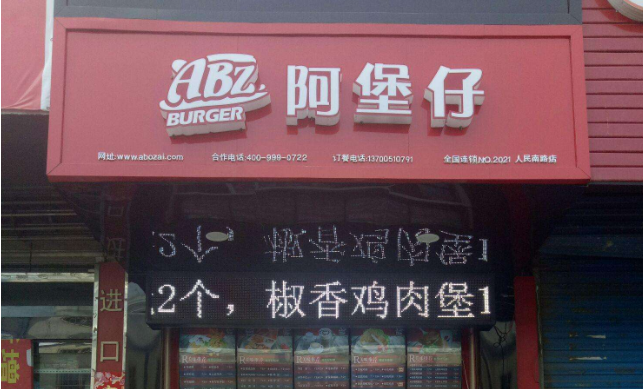 ABZ.
BURGER
阿堡仔
网址:www.abozai.com 合作电话:400-999-0722 订餐电话:13700510791 全国连锁NO.2021 人民南路店
2个，椒香鸡肉堡1
进口